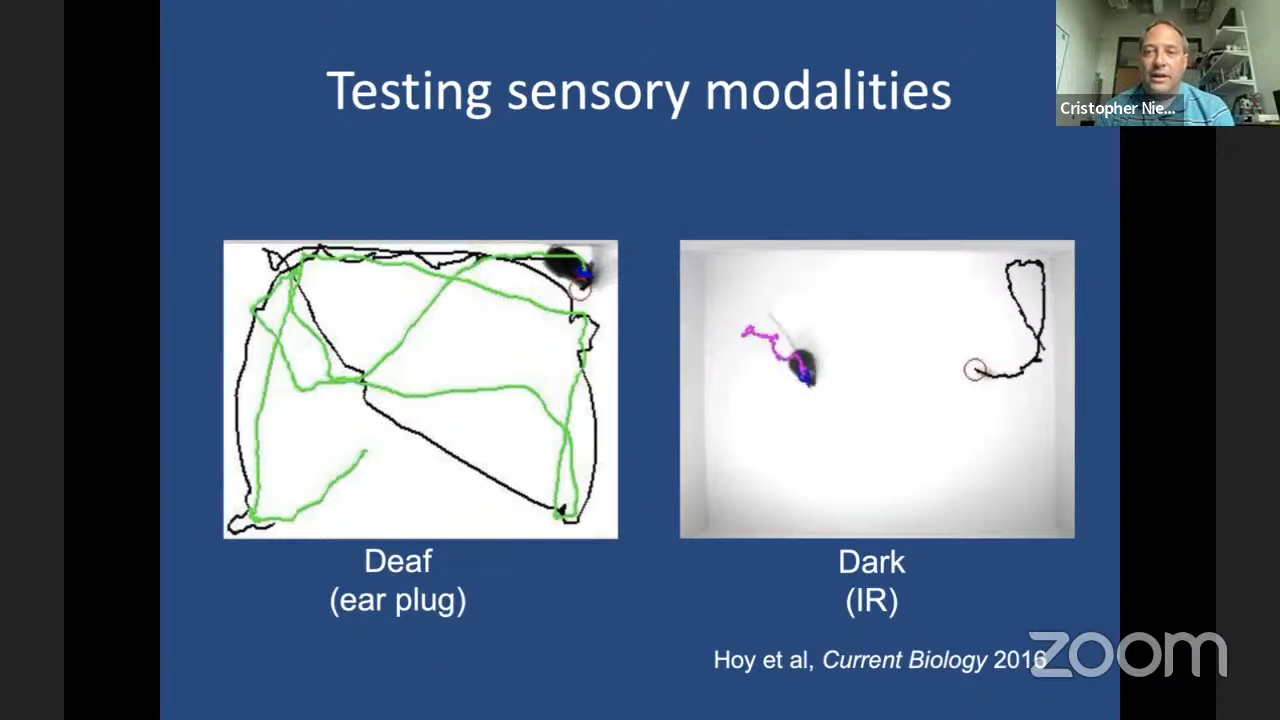 Testing sensory modalities
Cristopher Nie...
Deaf
(ear plug)
Dark
(IR)
Hoy et al, Current Biology 2016
zoom